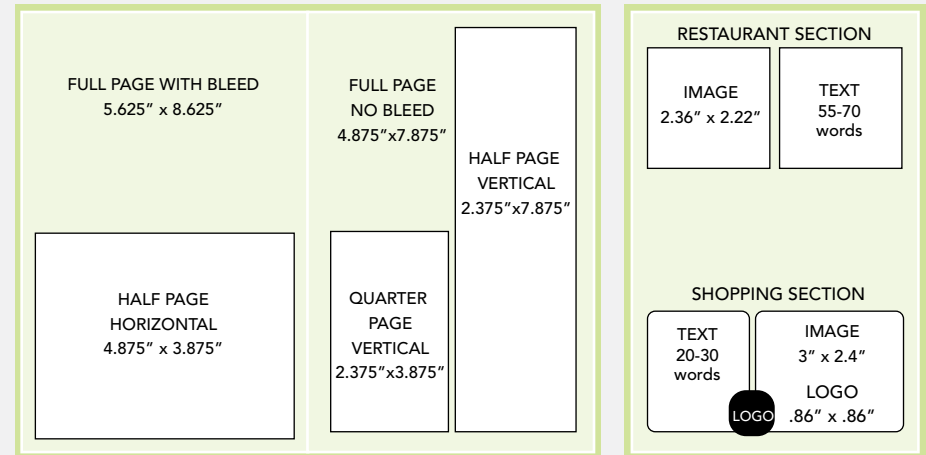 FULL PAGE WITH BLEED
5.625” x 8.625”
HALF PAGE
HORIZONTAL
4.875” x 3.875”
FULL PAGE
NO BLEED
4.875”x7.875”
QUARTER
PAGE
VERTICAL
2.375”x3.875”
HALF PAGE
VERTICAL
2.375”x7.875”
RESTAURANT SECTION
IMAGE
2.36” x 2.22”
TEXT
55-70
words
SHOPPING SECTION
TEXT
20-30
words
IMAGE
3” x 2.4”
LOGO
.86” x .86”
LOGO